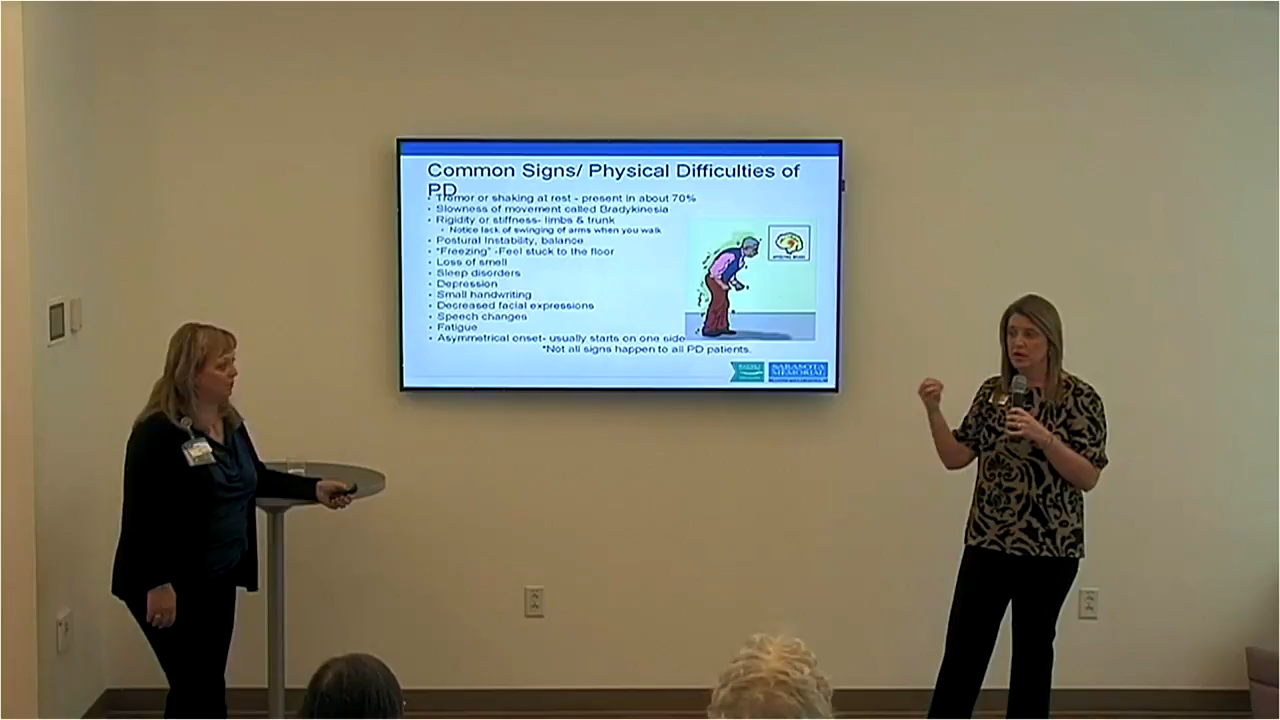 Common Signs/ Physical Difficulties of
PD
• Tremor or shaking at rest - present in about 70%
• Slowness of movement called Bradykinesia
• Rigidity or stiffness- limbs & trunk
• Notice lack of swinging of arms when you walk
• Postural Instability, balance
• "Freezing" -Feel stuck to the floor
• Loss of smell
• Sleep disorders
• Depression
• Small handwriting
• Decreased facial expressions
• Speech changes
• Fatigue
• Asymmetrical onset- usually starts on one side
*Not all signs happen to all PD patients.
SARASOTA
MEMORIAL